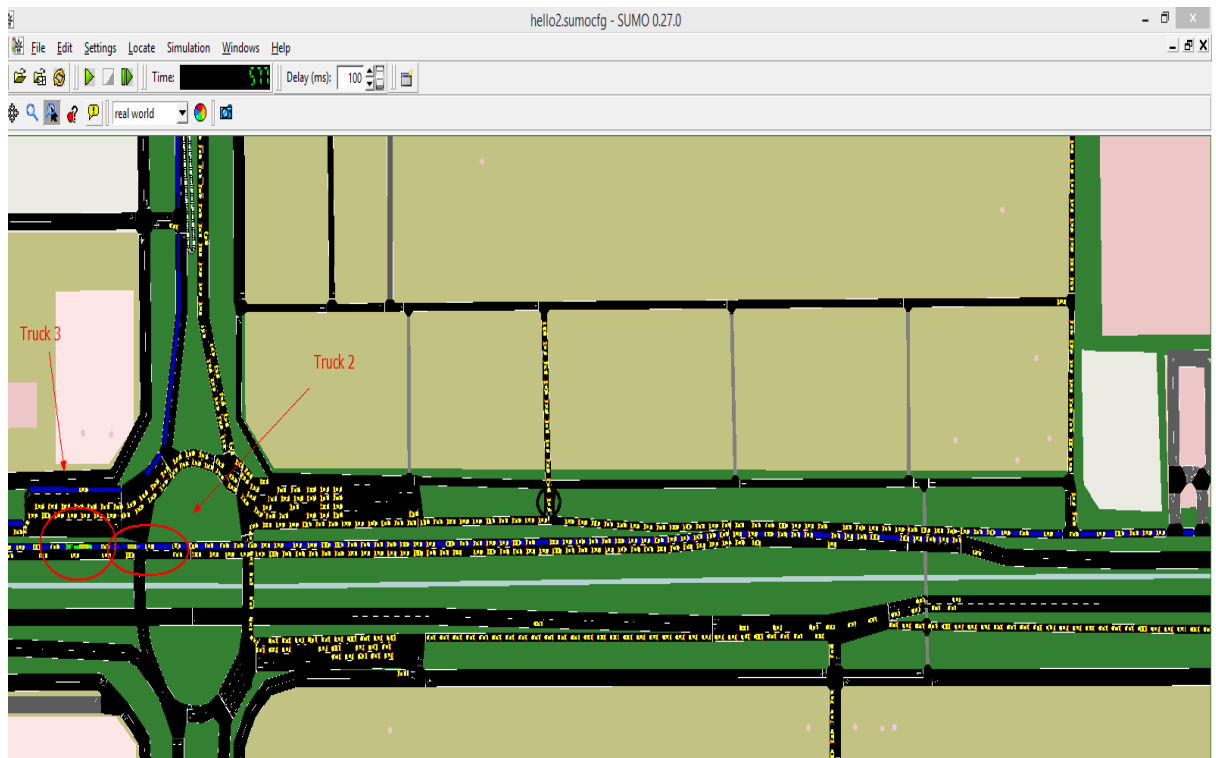 hello2.sumocfg - SUMO 0.27.0
File Edit Settings Locate Simulation Windows Help
Time: 577 Delay (ms): 100
real world
Truck 3
Truck 2